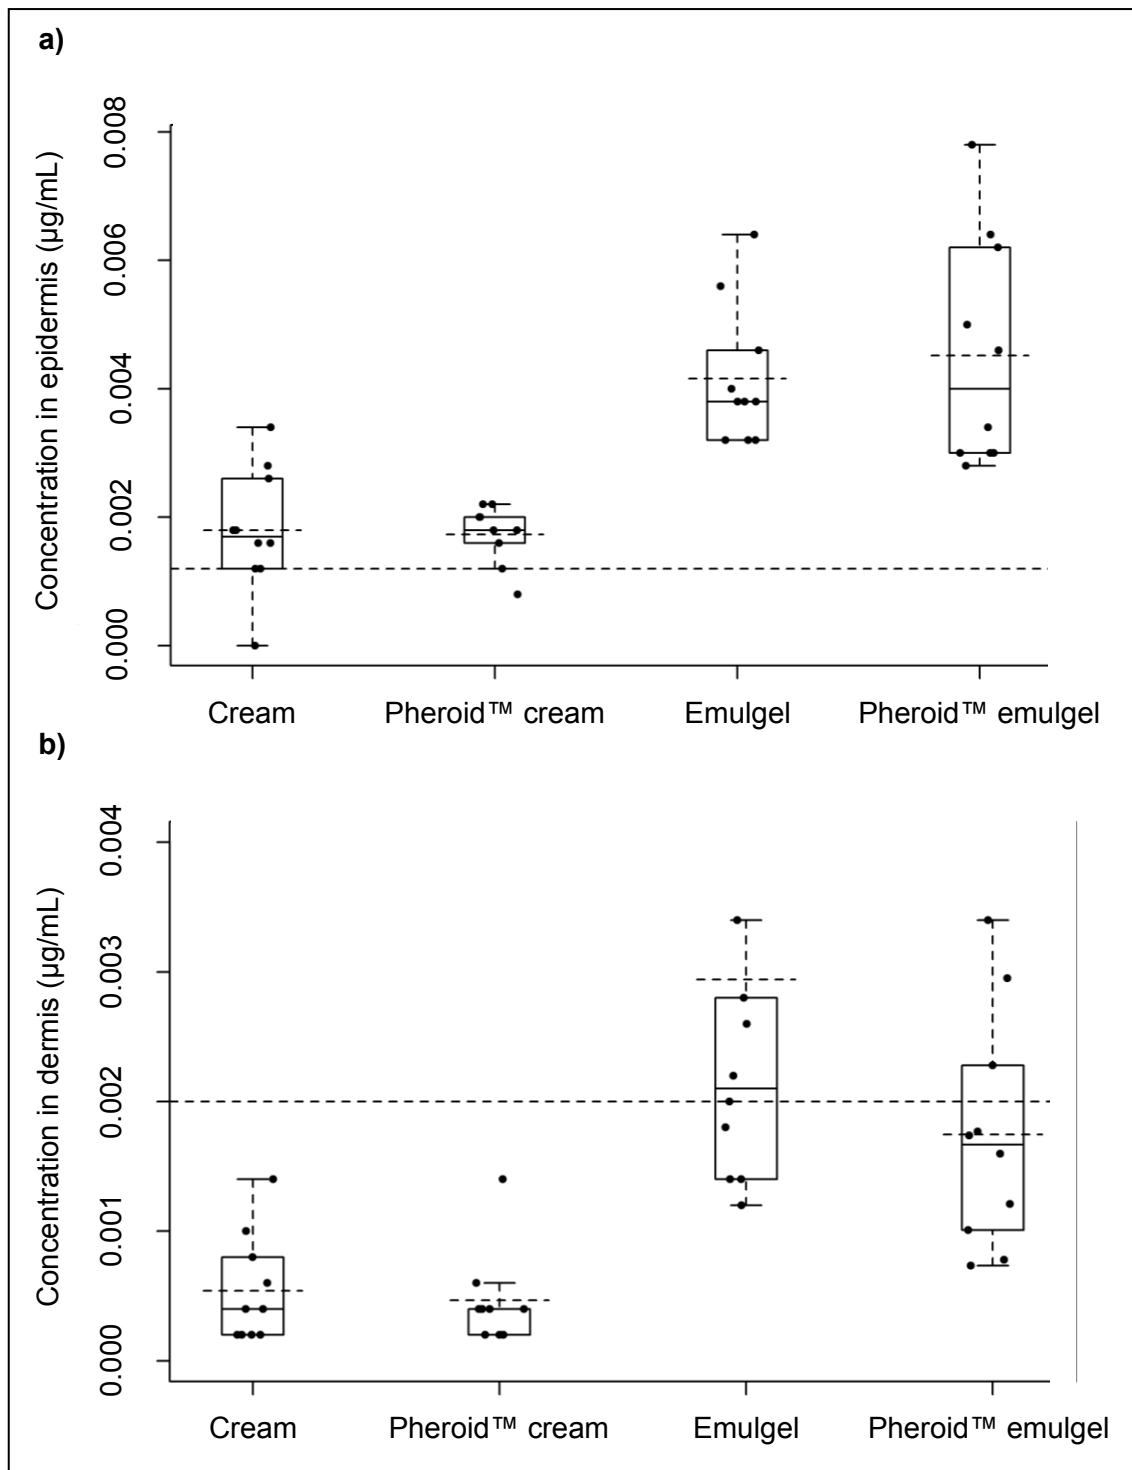 a)
Concentration in epidermis (µg/mL)
0.008
0.006
0.004
0.002
0.000
Cream Pheroid™ cream Emulgel Pheroid™ emulgel
b)
Concentration in dermis (µg/mL)
0.004
0.003
0.002
0.001
0.000
Cream Pheroid™ cream Emulgel Pheroid™ emulgel